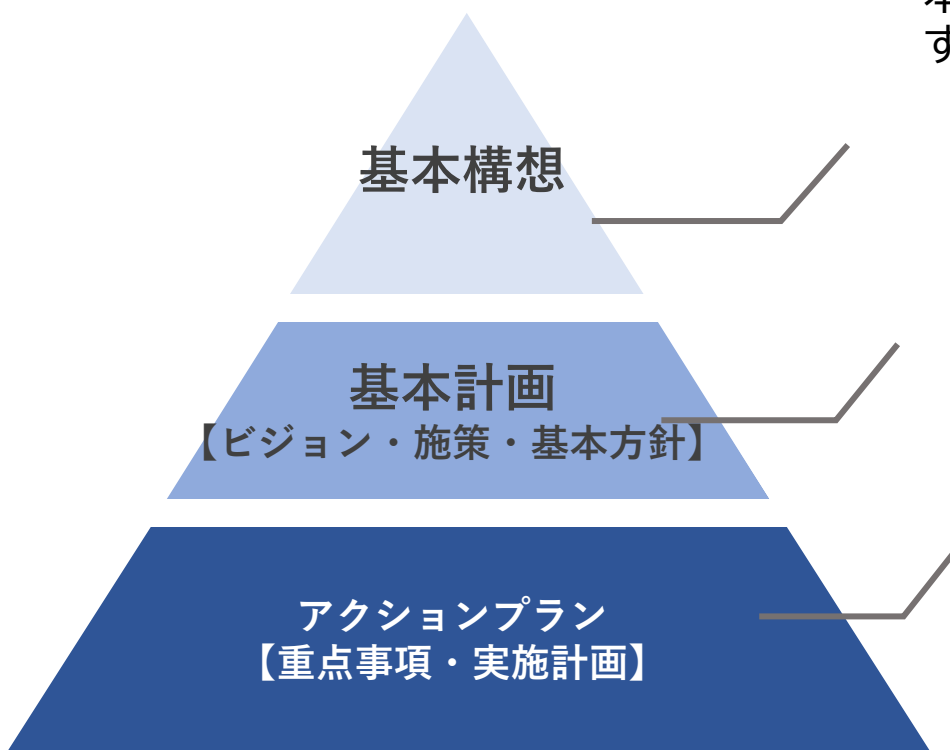 す
基本構想
基本計画
【ビジョン・施策・基本方針】
アクションプラン
【重点事項・実施計画】